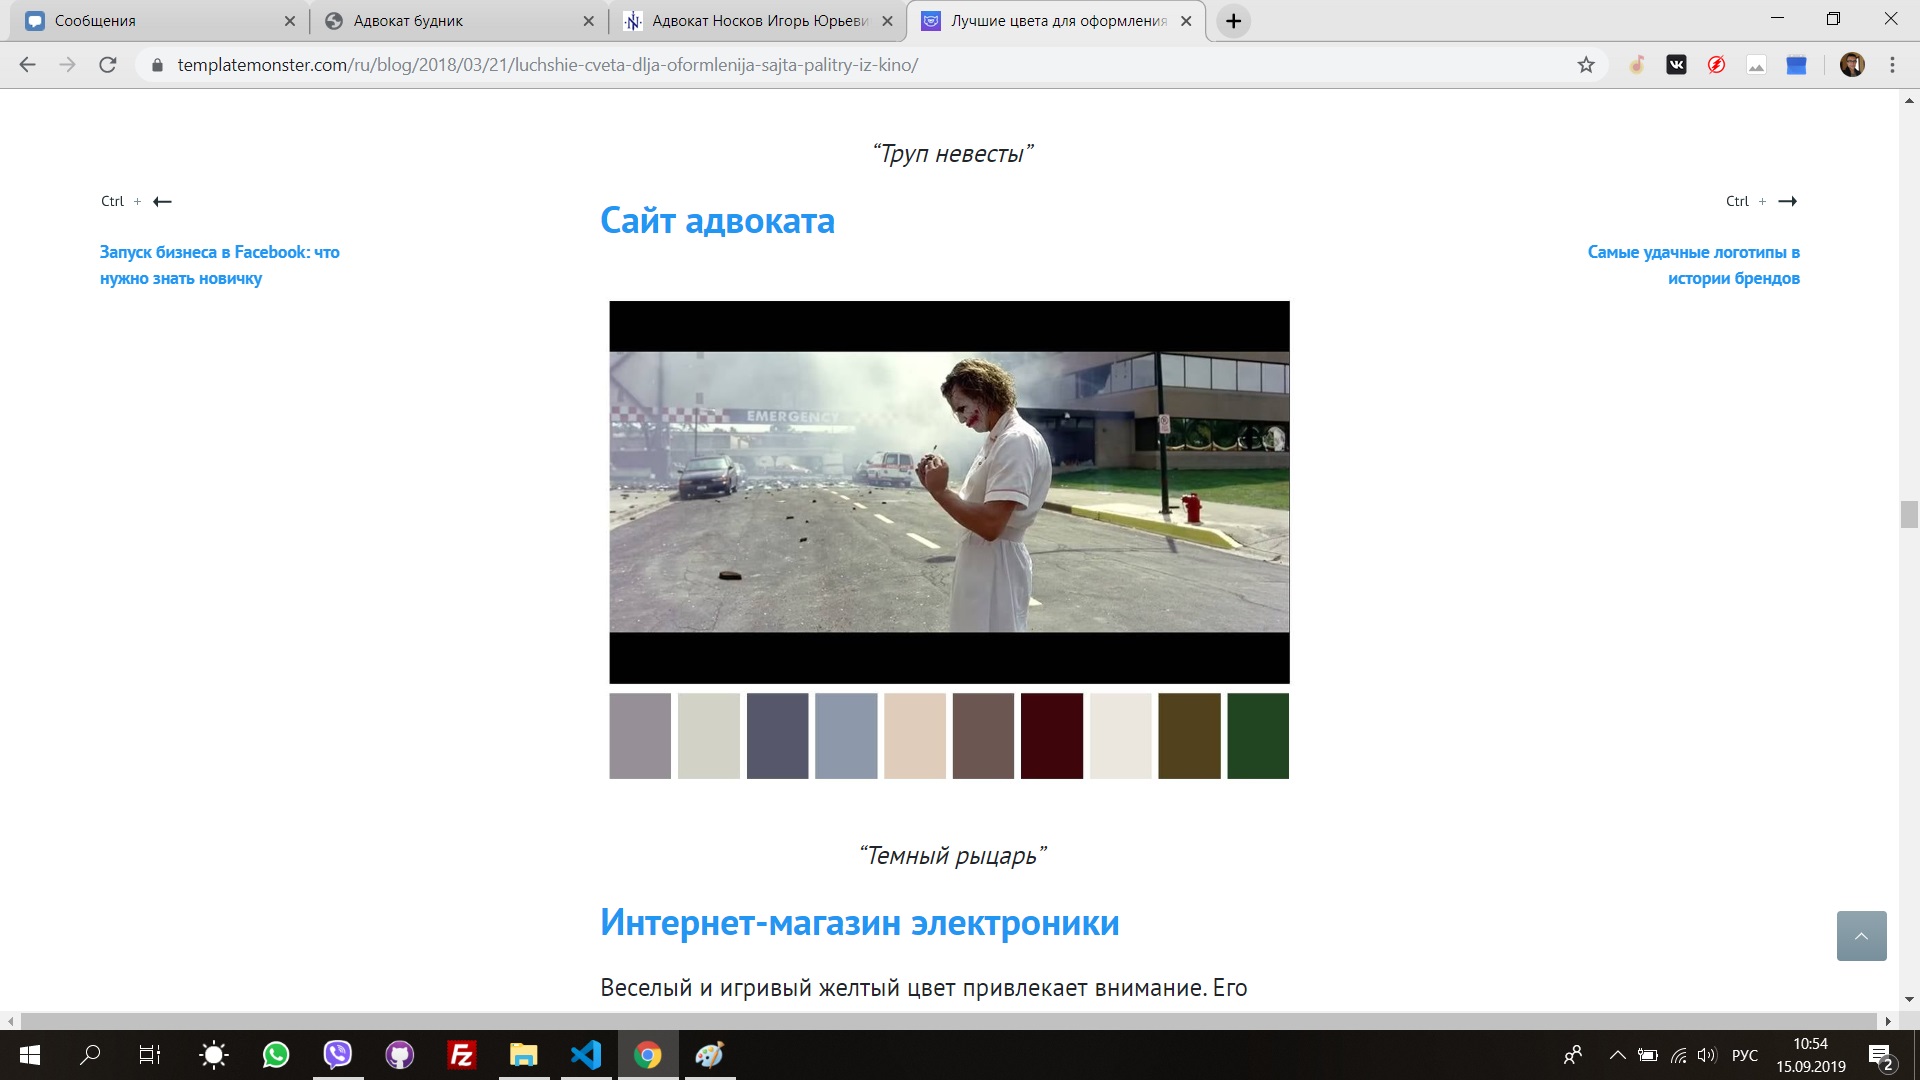 Сообщения
Адвокат будник
Адвокат Носков Игорь Юрьеви
Лучшие цвета для оформления
templatemonster.com/ru/blog/2018/03/21/luchshie-cveta-dlja-oformlenija-sajta-palitry-iz-kino/
“Труп невесты”
Ctrl + ←
Запуск бизнеса в Facebook: что
нужно знать новичку
Ctrl + →
Самые удачные логотипы в
истории брендов
Сайт адвоката
EMERGENCY
“Темный рыцарь”
Интернет-магазин электроники
Веселый и игривый желтый цвет привлекает внимание. Его
РУС
10:54
15.09.2019
2